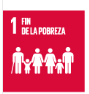 1 FIN
DE LA POBREZA